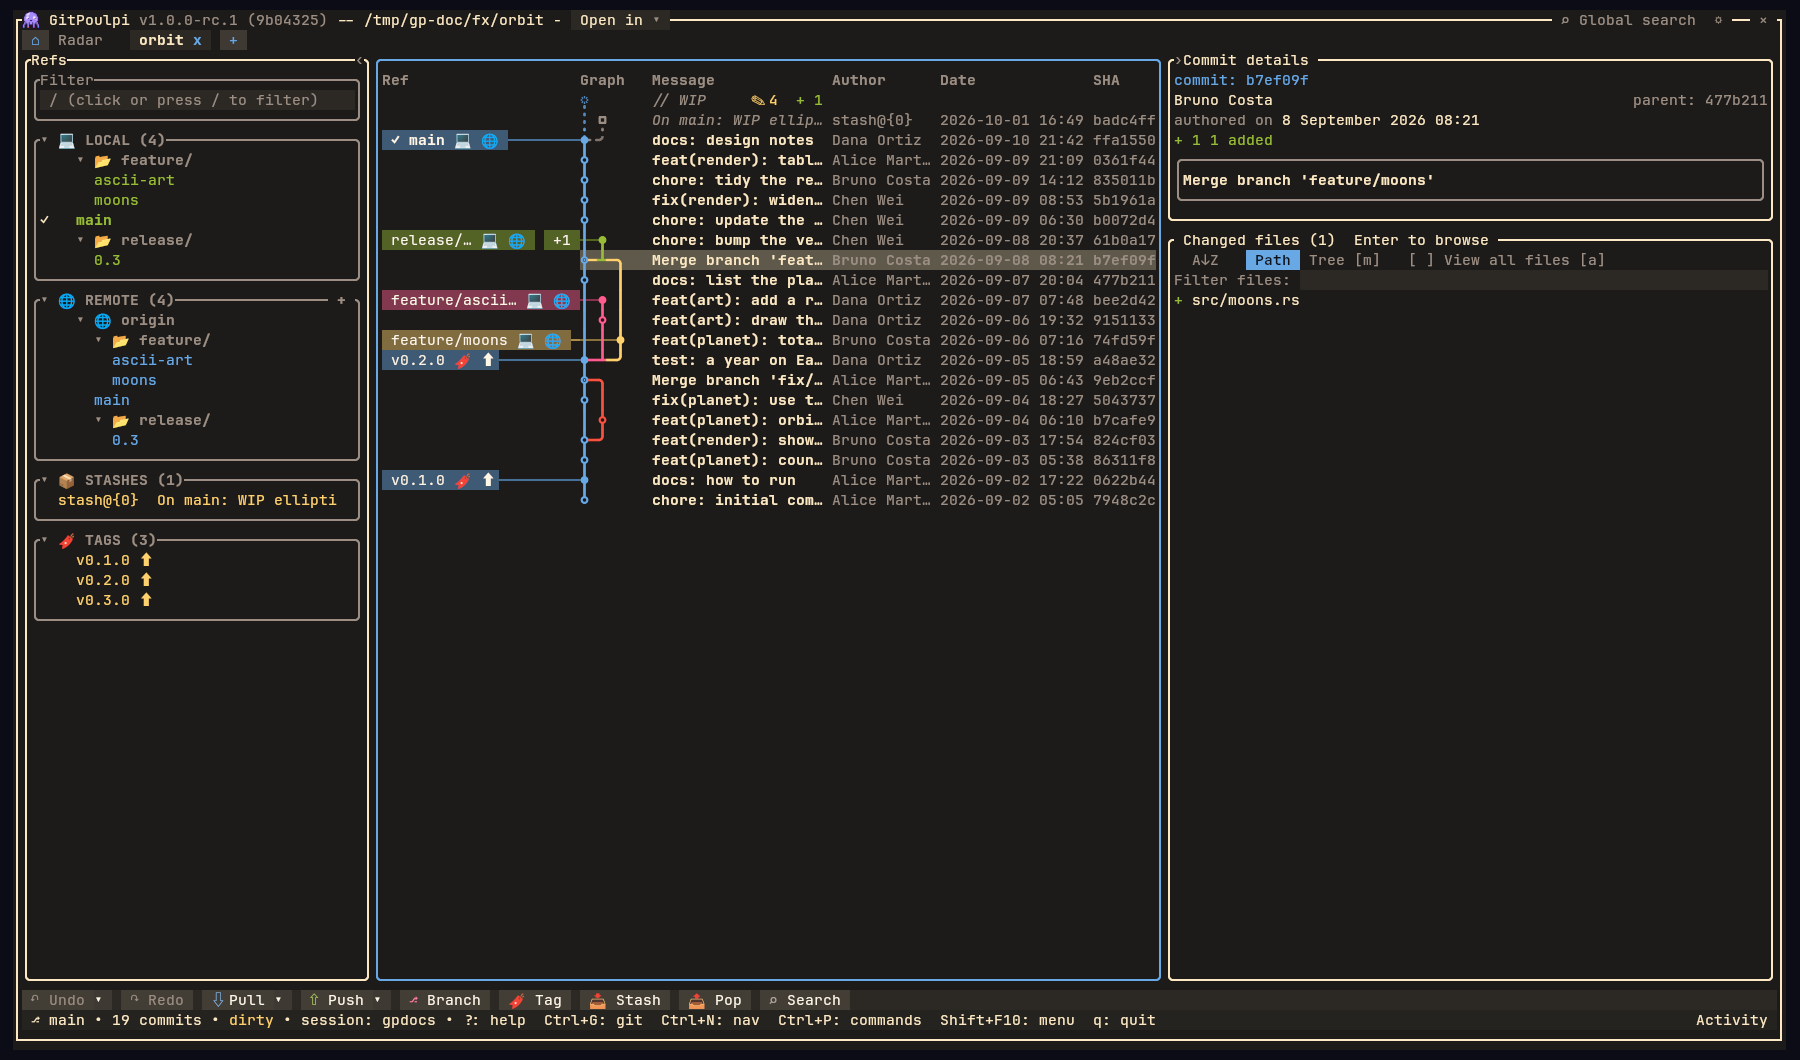 GitPoulpi v1.0.0-rc.1 (9b04325) —— /tmp/gp-doc/fx/orbit - Open in ▾ ⌕ Global search × 
⌂ Radar orbit x +
Refs ‹
Filter
/ (click or press / to filter)
▾ LOCAL (4)
▾ feature/
ascii-art
moons
✓ main
▾ release/
0.3
▾ REMOTE (4) +
▾ origin
▾ feature/
ascii-art
moons
main
▾ release/
0.3
▾ STASHES (1)
stash@{0} On main: WIP ellipti
▾ TAGS (3)
v0.1.0 ⬆
v0.2.0 ⬆
v0.3.0 ⬆
Ref Graph Message Author Date SHA
// WIP ✎ 4 + 1
On main: WIP ellip… stash@{0} 2026-10-01 16:49 badc4ff
✓ main docs: design notes Dana Ortiz 2026-09-10 21:42 ffa1550
feat(render): tabl… Alice Mart… 2026-09-09 21:09 0361f44
chore: tidy the re… Bruno Costa 2026-09-09 14:12 835011b
fix(render): widen… Chen Wei 2026-09-09 08:53 5b1961a
chore: update the … Chen Wei 2026-09-09 06:30 b0072d4
release/… +1 chore: bump the ve… Chen Wei 2026-09-08 20:37 61b0a17
Merge branch 'feat… Bruno Costa 2026-09-08 08:21 b7ef09f
docs: list the pla… Alice Mart… 2026-09-07 20:04 477b211
feature/ascii… feat(art): add a r… Dana Ortiz 2026-09-07 07:48 bee2d42
feat(art): draw th… Dana Ortiz 2026-09-06 19:32 9151133
feature/moons feat(planet): tota… Bruno Costa 2026-09-06 07:16 74fd59f
v0.2.0 ⬆ test: a year on Ea… Dana Ortiz 2026-09-05 18:59 a48ae32
Merge branch 'fix/… Alice Mart… 2026-09-05 06:43 9eb2ccf
fix(planet): use t… Chen Wei 2026-09-04 18:27 5043737
feat(planet): orbi… Alice Mart… 2026-09-04 06:10 b7cafe9
feat(render): show… Bruno Costa 2026-09-03 17:54 824cf03
feat(planet): coun… Bruno Costa 2026-09-03 05:38 86311f8
v0.1.0 ⬆ docs: how to run Alice Mart… 2026-09-02 17:22 0622b44
chore: initial com… Alice Mart… 2026-09-02 05:05 7948c2c
› Commit details
commit: b7ef09f
Bruno Costa parent: 477b211
authored on 8 September 2026 08:21
+ 1 1 added
Merge branch 'feature/moons'
Changed files (1) Enter to browse
A↓Z Path Tree [m] [ ] View all files [a]
Filter files:
+ src/moons.rs
Undo ▾ Redo Pull ▾ Push ▾ Branch Tag Stash Pop Search
main • 19 commits • dirty • session: gpdocs • ?: help Ctrl+G: git Ctrl+N: nav Ctrl+P: commands Shift+F10: menu q: quit Activity